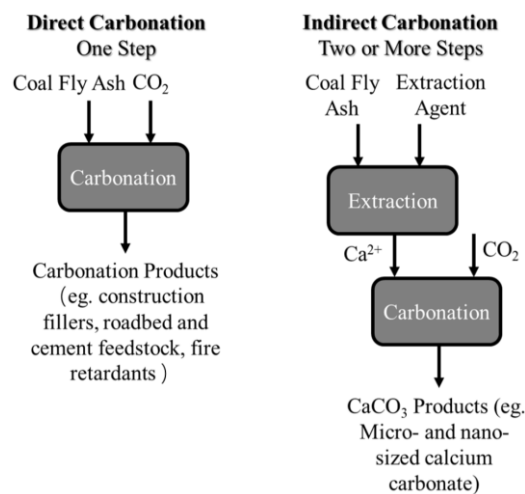 Direct Carbonation
One Step
Coal Fly Ash CO₂
Carbonation
Carbonation Products
(eg. construction
fillers, roadbed and
cement feedstock, fire
retardants )
Indirect Carbonation
Two or More Steps
Coal Fly
Ash
Extraction
Agent
Extraction
Ca²⁺
CO₂
Carbonation
CaCO₃ Products (eg.
Micro- and nano-
sized calcium
carbonate)